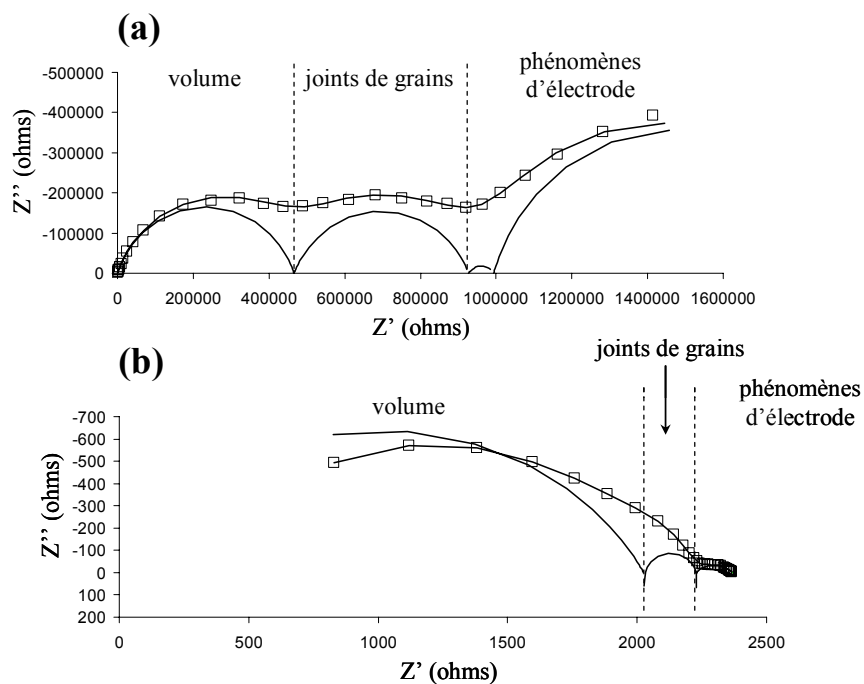 (a)
volume
joints de grains
phénomènes
d'électrode
-500000
-400000
-300000
-200000
-100000
0
Z'' (ohms)
0 200000 400000 600000 800000 1000000 1200000 1400000 1600000
Z' (ohms)
(b)
joints de grains
phénomènes
d'électrode
volume
-700
-600
-500
-400
-300
-200
-100
0
100
200
Z'' (ohms)
0 500 1000 1500 2000 2500
Z' (ohms)